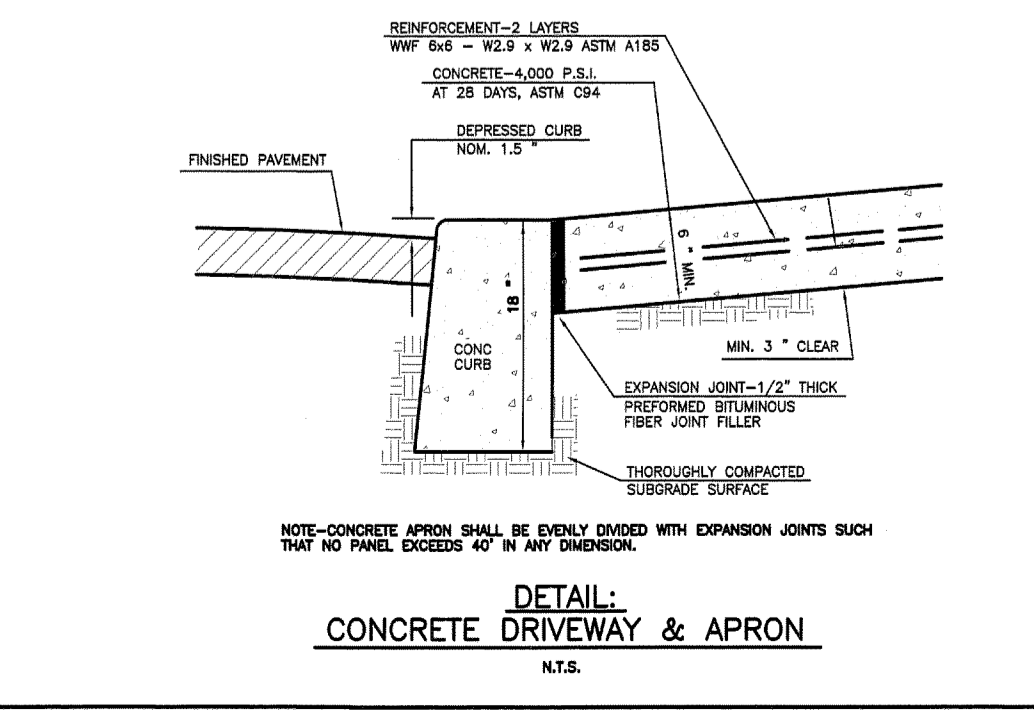 REINFORCEMENT-2 LAYERS
WWF 6x6 - W2.9 x W2.9 ASTM A185
CONCRETE-4,000 P.S.I.
AT 28 DAYS, ASTM C94
DEPRESSED CURB
NOM. 1.5 "
FINISHED PAVEMENT
6 " MIN.
18 "
CONC
CURB
MIN. 3 " CLEAR
EXPANSION JOINT-1/2" THICK
PREFORMED BITUMINOUS
FIBER JOINT FILLER
THOROUGHLY COMPACTED
SUBGRADE SURFACE
NOTE-CONCRETE APRON SHALL BE EVENLY DIVIDED WITH EXPANSION JOINTS SUCH
THAT NO PANEL EXCEEDS 40' IN ANY DIMENSION.
DETAIL:
CONCRETE DRIVEWAY & APRON
N.T.S.